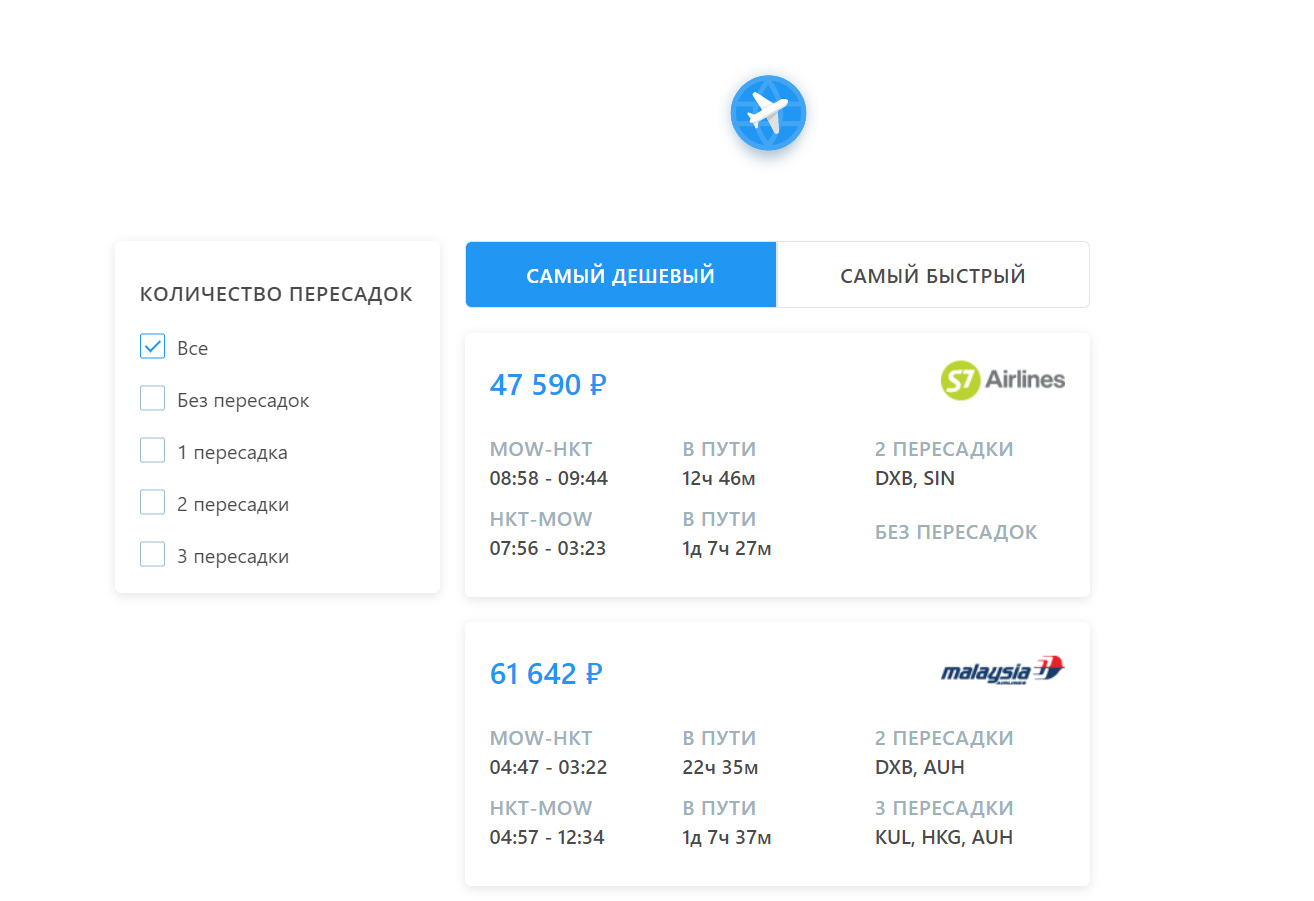 КОЛИЧЕСТВО ПЕРЕСАДОК
Все
Без пересадок
1 пересадка
2 пересадки
3 пересадки
САМЫЙ ДЕШЕВЫЙ САМЫЙ БЫСТРЫЙ
47 590 ₽ S7 Airlines
MOW-HKT В ПУТИ 2 ПЕРЕСАДКИ
08:58 - 09:44 12ч 46м DXB, SIN
HKT-MOW В ПУТИ БЕЗ ПЕРЕСАДОК
07:56 - 03:23 1д 7ч 27м
61 642 ₽ malaysia airlines
MOW-HKT В ПУТИ 2 ПЕРЕСАДКИ
04:47 - 03:22 22ч 35м DXB, AUH
HKT-MOW В ПУТИ 3 ПЕРЕСАДКИ
04:57 - 12:34 1д 7ч 37м KUL, HKG, AUH